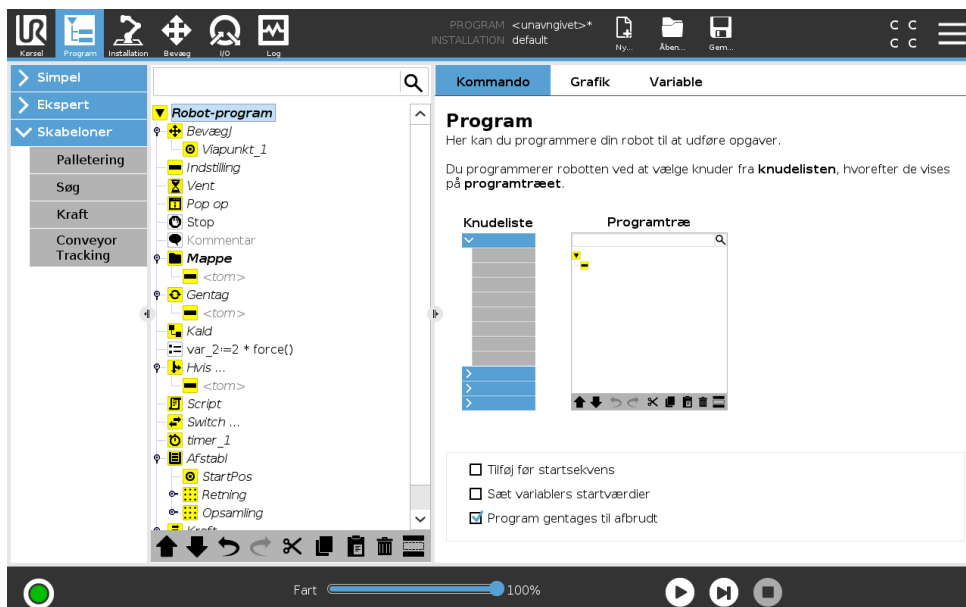 PROGRAM <unavngivet>*
INSTALLATION default
UR
Kørsel
Program
Installation
Bevæg
I/O
Log
Ny...
Åben...
Gem...
C C
C C
Simpel
Ekspert
Skabeloner
Palletering
Søg
Kraft
Conveyor
Tracking
Robot-program
BevægJ
Viapunkt_1
Indstilling
Vent
Pop op
Stop
Kommentar
Mappe
<tom>
Gentag
<tom>
Kald
var_2:=2 * force()
Hvis ...
<tom>
Script
Switch ...
timer_1
Afstabl
StartPos
Retning
Opsamling
Kraft
Kommando
Grafik
Variable
Program
Her kan du programmere din robot til at udføre opgaver.
Du programmerer robotten ved at vælge knuder fra knudelisten, hvorefter de vises
på programtræet.
Knudeliste
Programtræ
Tilføj før startsekvens
Sæt variablers startværdier
Program gentages til afbrudt
Fart
100%